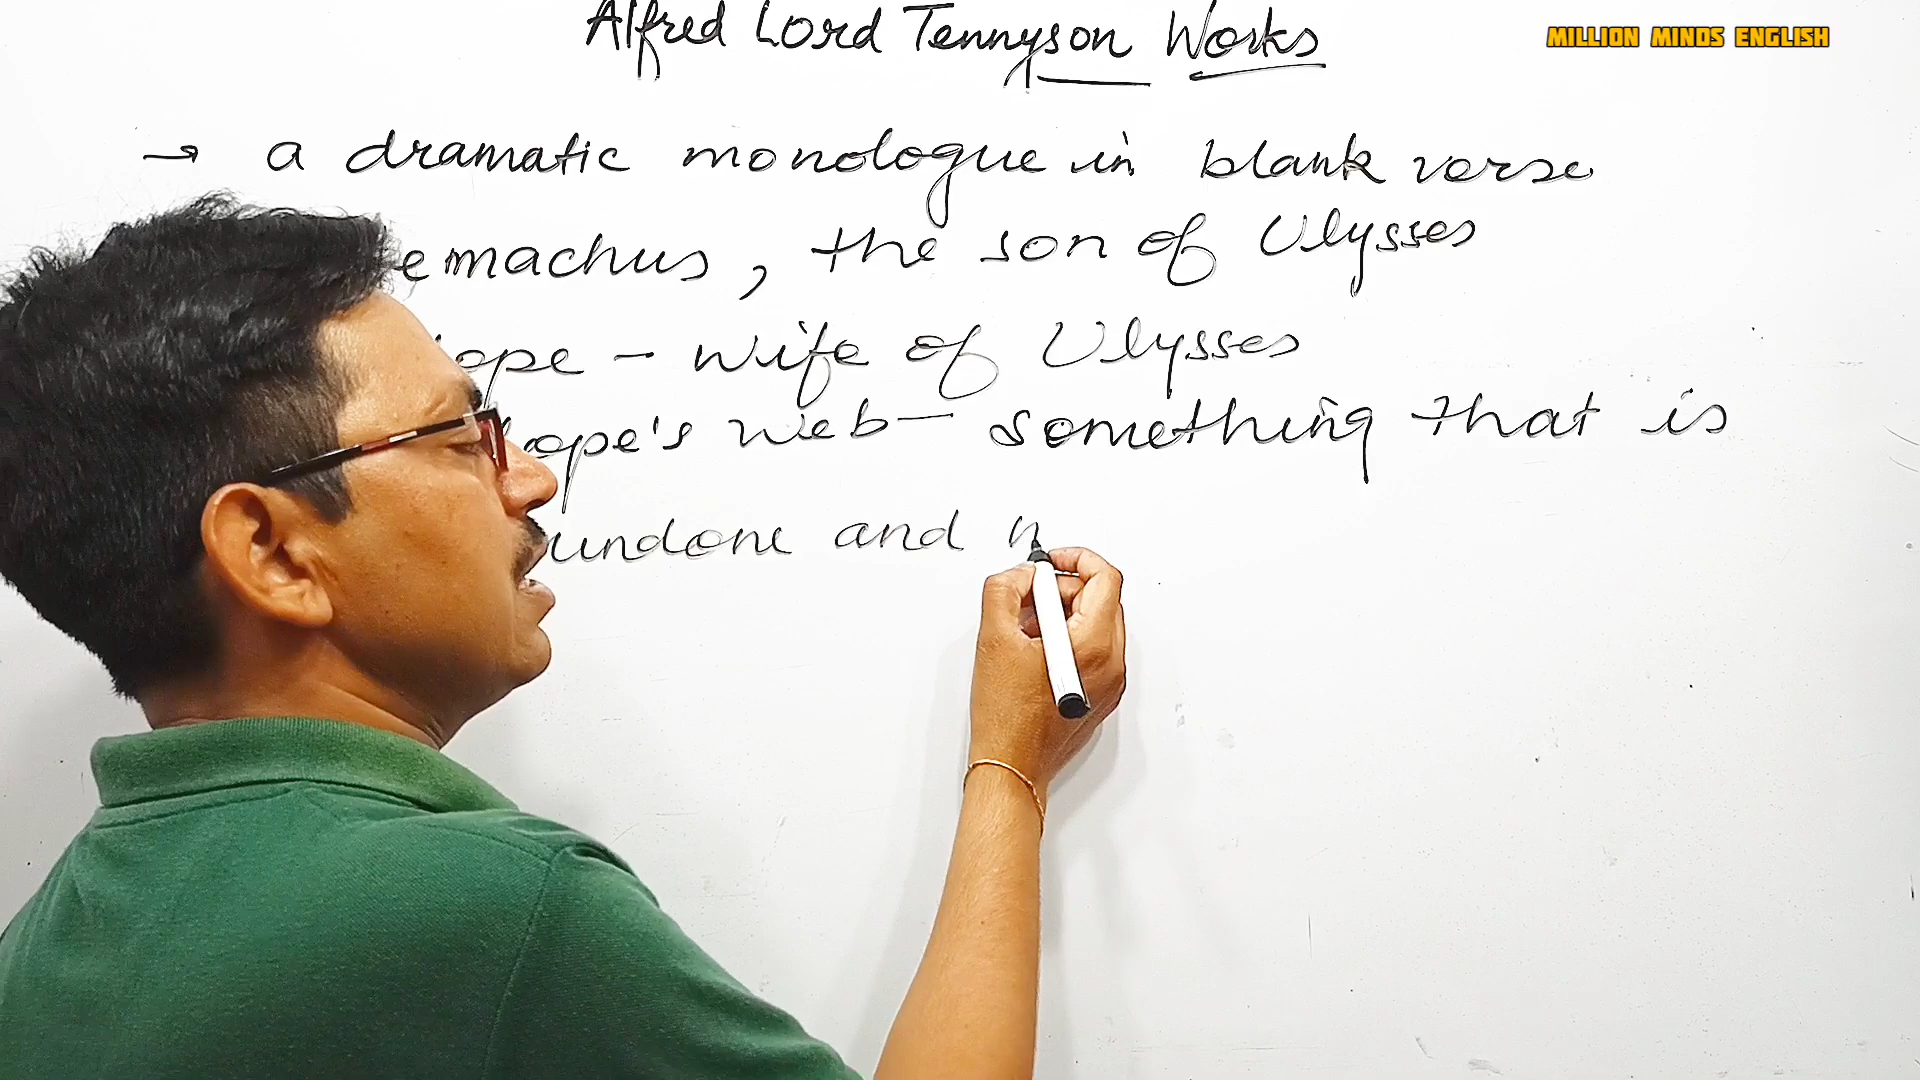 Alfred Lord Tennyson Works
MILLION MINDS ENGLISH
→ a dramatic monologue in blank verse
emachus, the son of Ulysses
ope - wife of Ulysses
lope's web - something that is
undone and